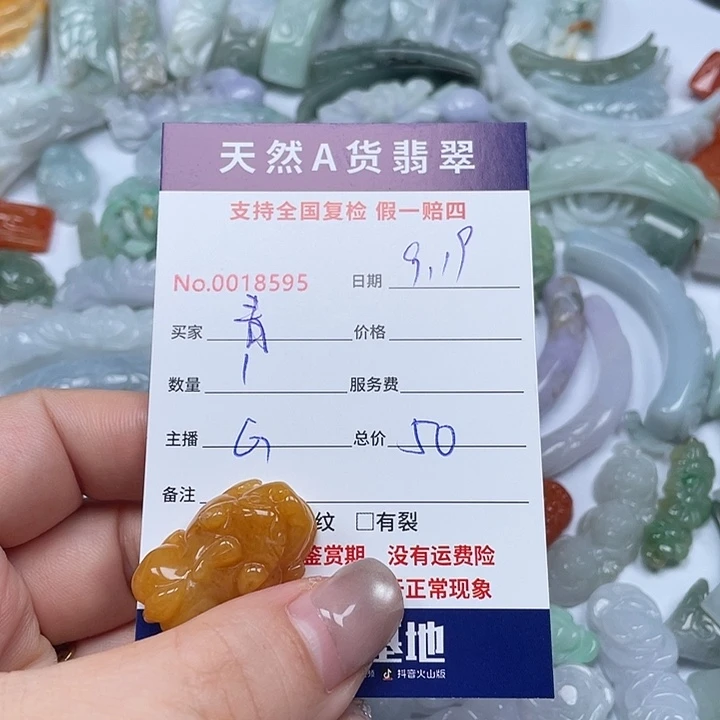 天然A货翡翠
支持全国复检 假一赔四
No.0018595 日期 9.19
买家 青 价格
数量 1 服务费
主播 G 总价 50
备注
纹 □有裂
鉴赏期 没有运费险
正常现象
基地
抖音火山版